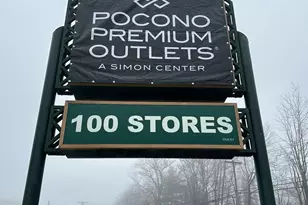 POCONO
PREMIUM
OUTLETS®
A SIMON CENTER
100 STORES